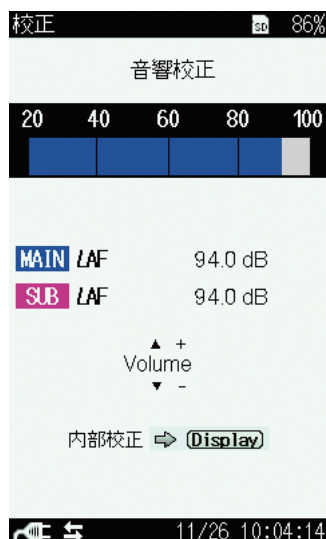 校正 SD 86%
音響校正
20 40 60 80 100
MAIN LAF 94.0 dB
SUB LAF 94.0 dB
▲ +
Volume
▼ -
内部校正 ⇨ (Display)
11/26 10:04:14